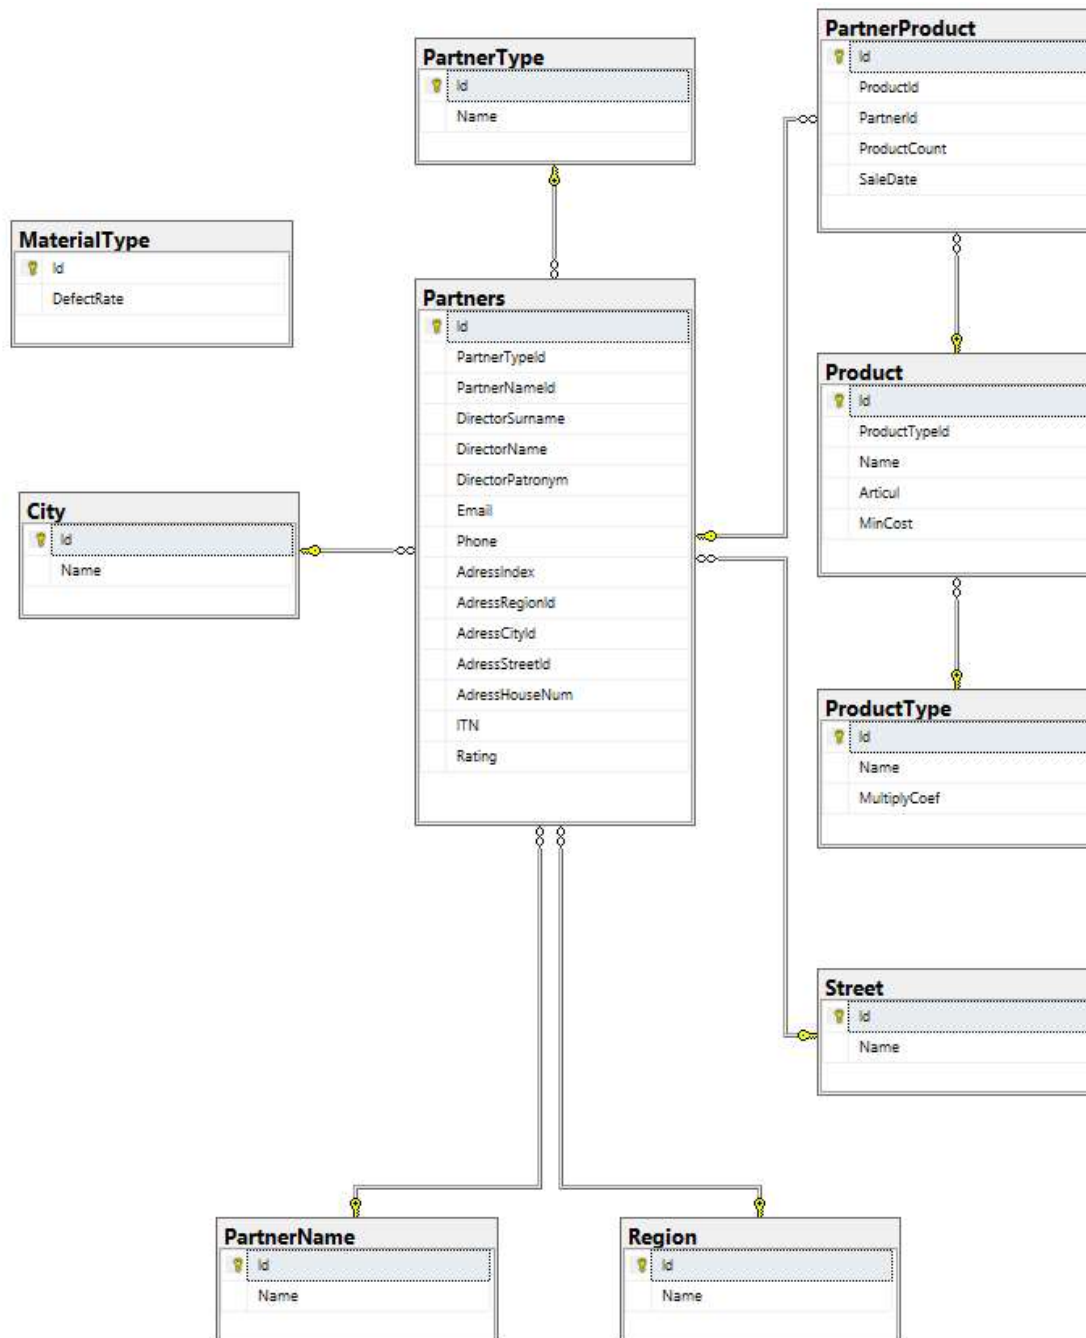 PartnerType
Id
Name
PartnerProduct
Id
ProductId
PartnerId
ProductCount
SaleDate
MaterialType
Id
DefectRate
Partners
Id
PartnerTypeId
PartnerNameId
DirectorSurname
DirectorName
DirectorPatronym
Email
Phone
AdressIndex
AdressRegionId
AdressCityId
AdressStreetId
AdressHouseNum
ITN
Rating
Product
Id
ProductTypeId
Name
Articul
MinCost
City
Id
Name
ProductType
Id
Name
MultiplyCoef
Street
Id
Name
PartnerName
Id
Name
Region
Id
Name